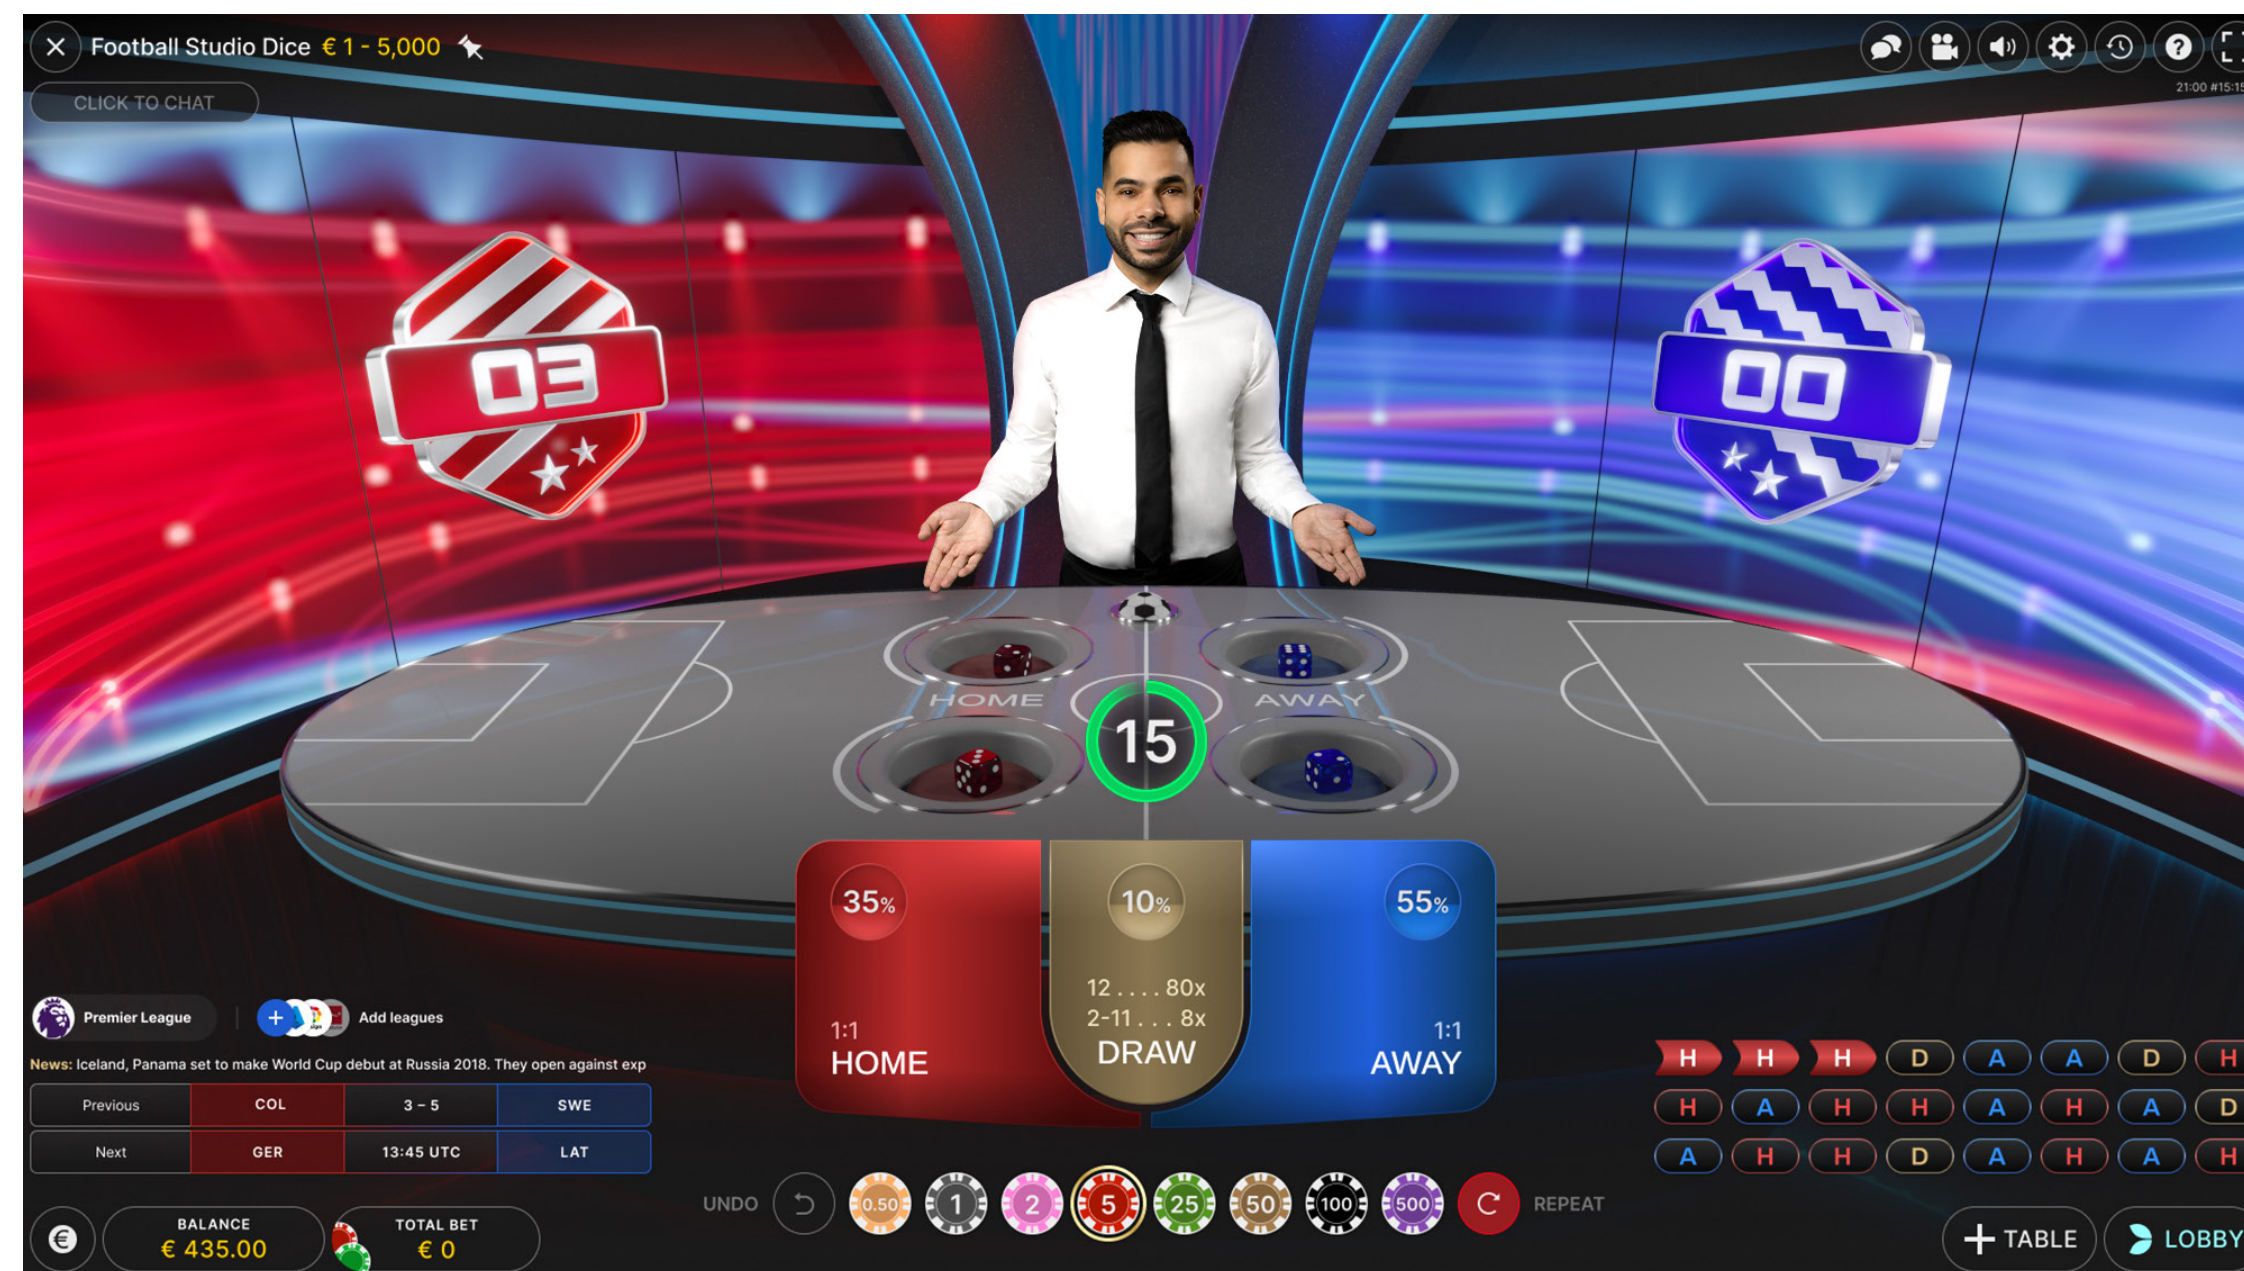 Football Studio Dice € 1 - 5,000
CLICK TO CHAT
21:00 #15:15
03
00
HOME
AWAY
15
35%
10%
55%
12 . . . . 80x
2-11 . . . 8x
DRAW
1:1
HOME
1:1
AWAY
Premier League
Add leagues
News: Iceland, Panama set to make World Cup debut at Russia 2018. They open against exp
Previous COL 3 – 5 SWE
Next GER 13:45 UTC LAT
H H H D A A D H
H A H H A H A D
A H H D A H A H
UNDO 0.50 1 2 5 25 50 100 500 REPEAT
€
BALANCE
€ 435.00
TOTAL BET
€ 0
TABLE
LOBBY